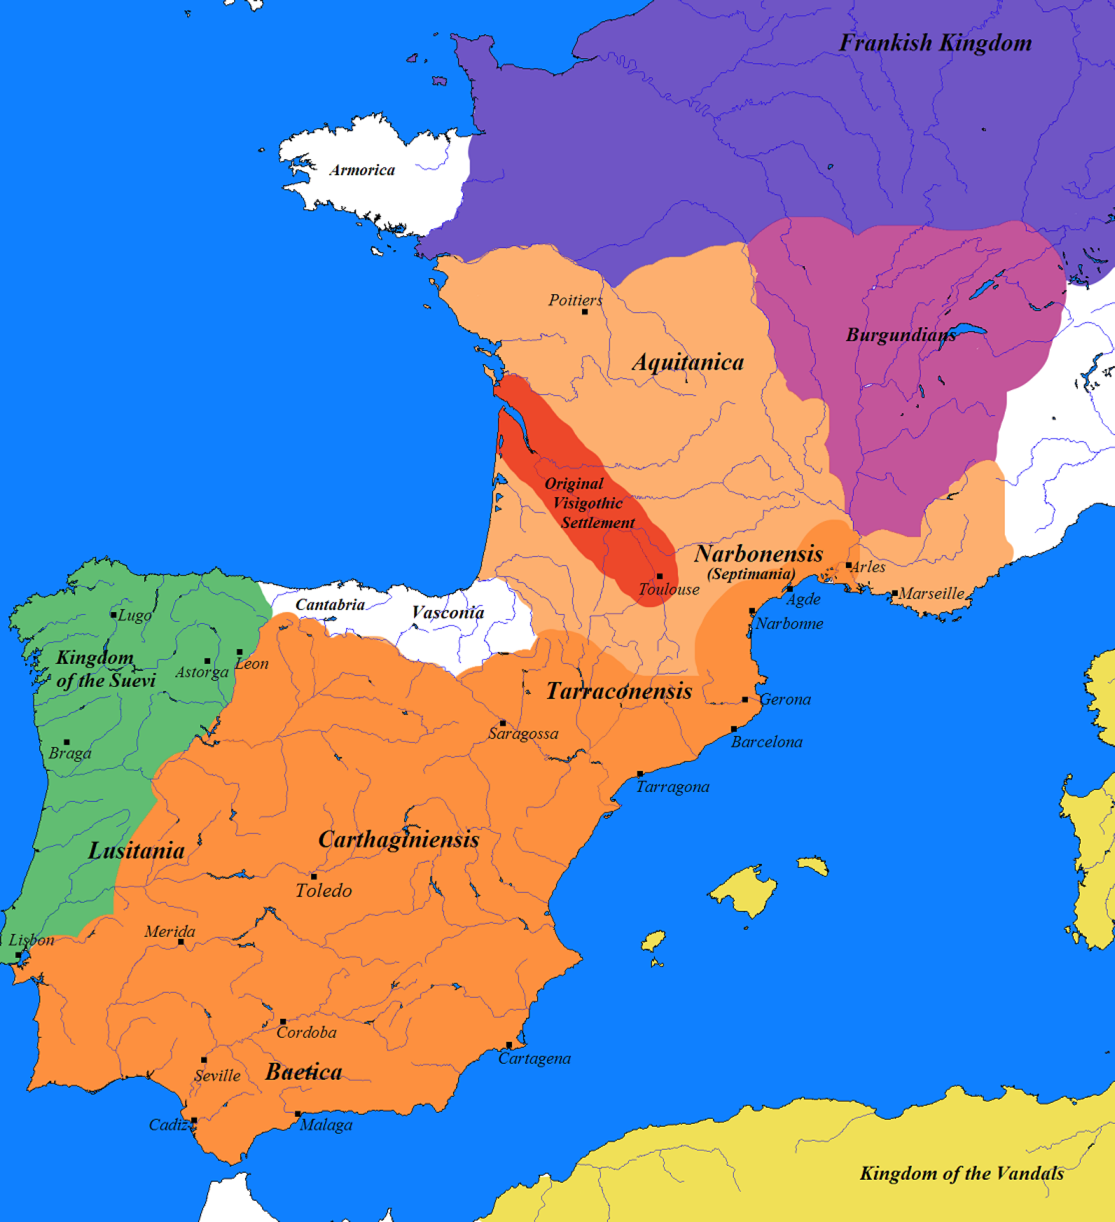 Frankish Kingdom
Armorica
Poitiers
Burgundians
Aquitanica
Original
Visigothic
Settlement
Narbonensis
(Septimania)
Arles
Toulouse
Agde
Marseille
Cantabria
Vasconia
Narbonne
Lugo
Kingdom
of the Suevi
Astorga
Leon
Tarraconensis
Gerona
Saragossa
Braga
Barcelona
Tarragona
Lusitania
Carthaginiensis
Toledo
Merida
Lisbon
Cordoba
Cartagena
Seville
Baetica
Cadiz
Malaga
Kingdom of the Vandals